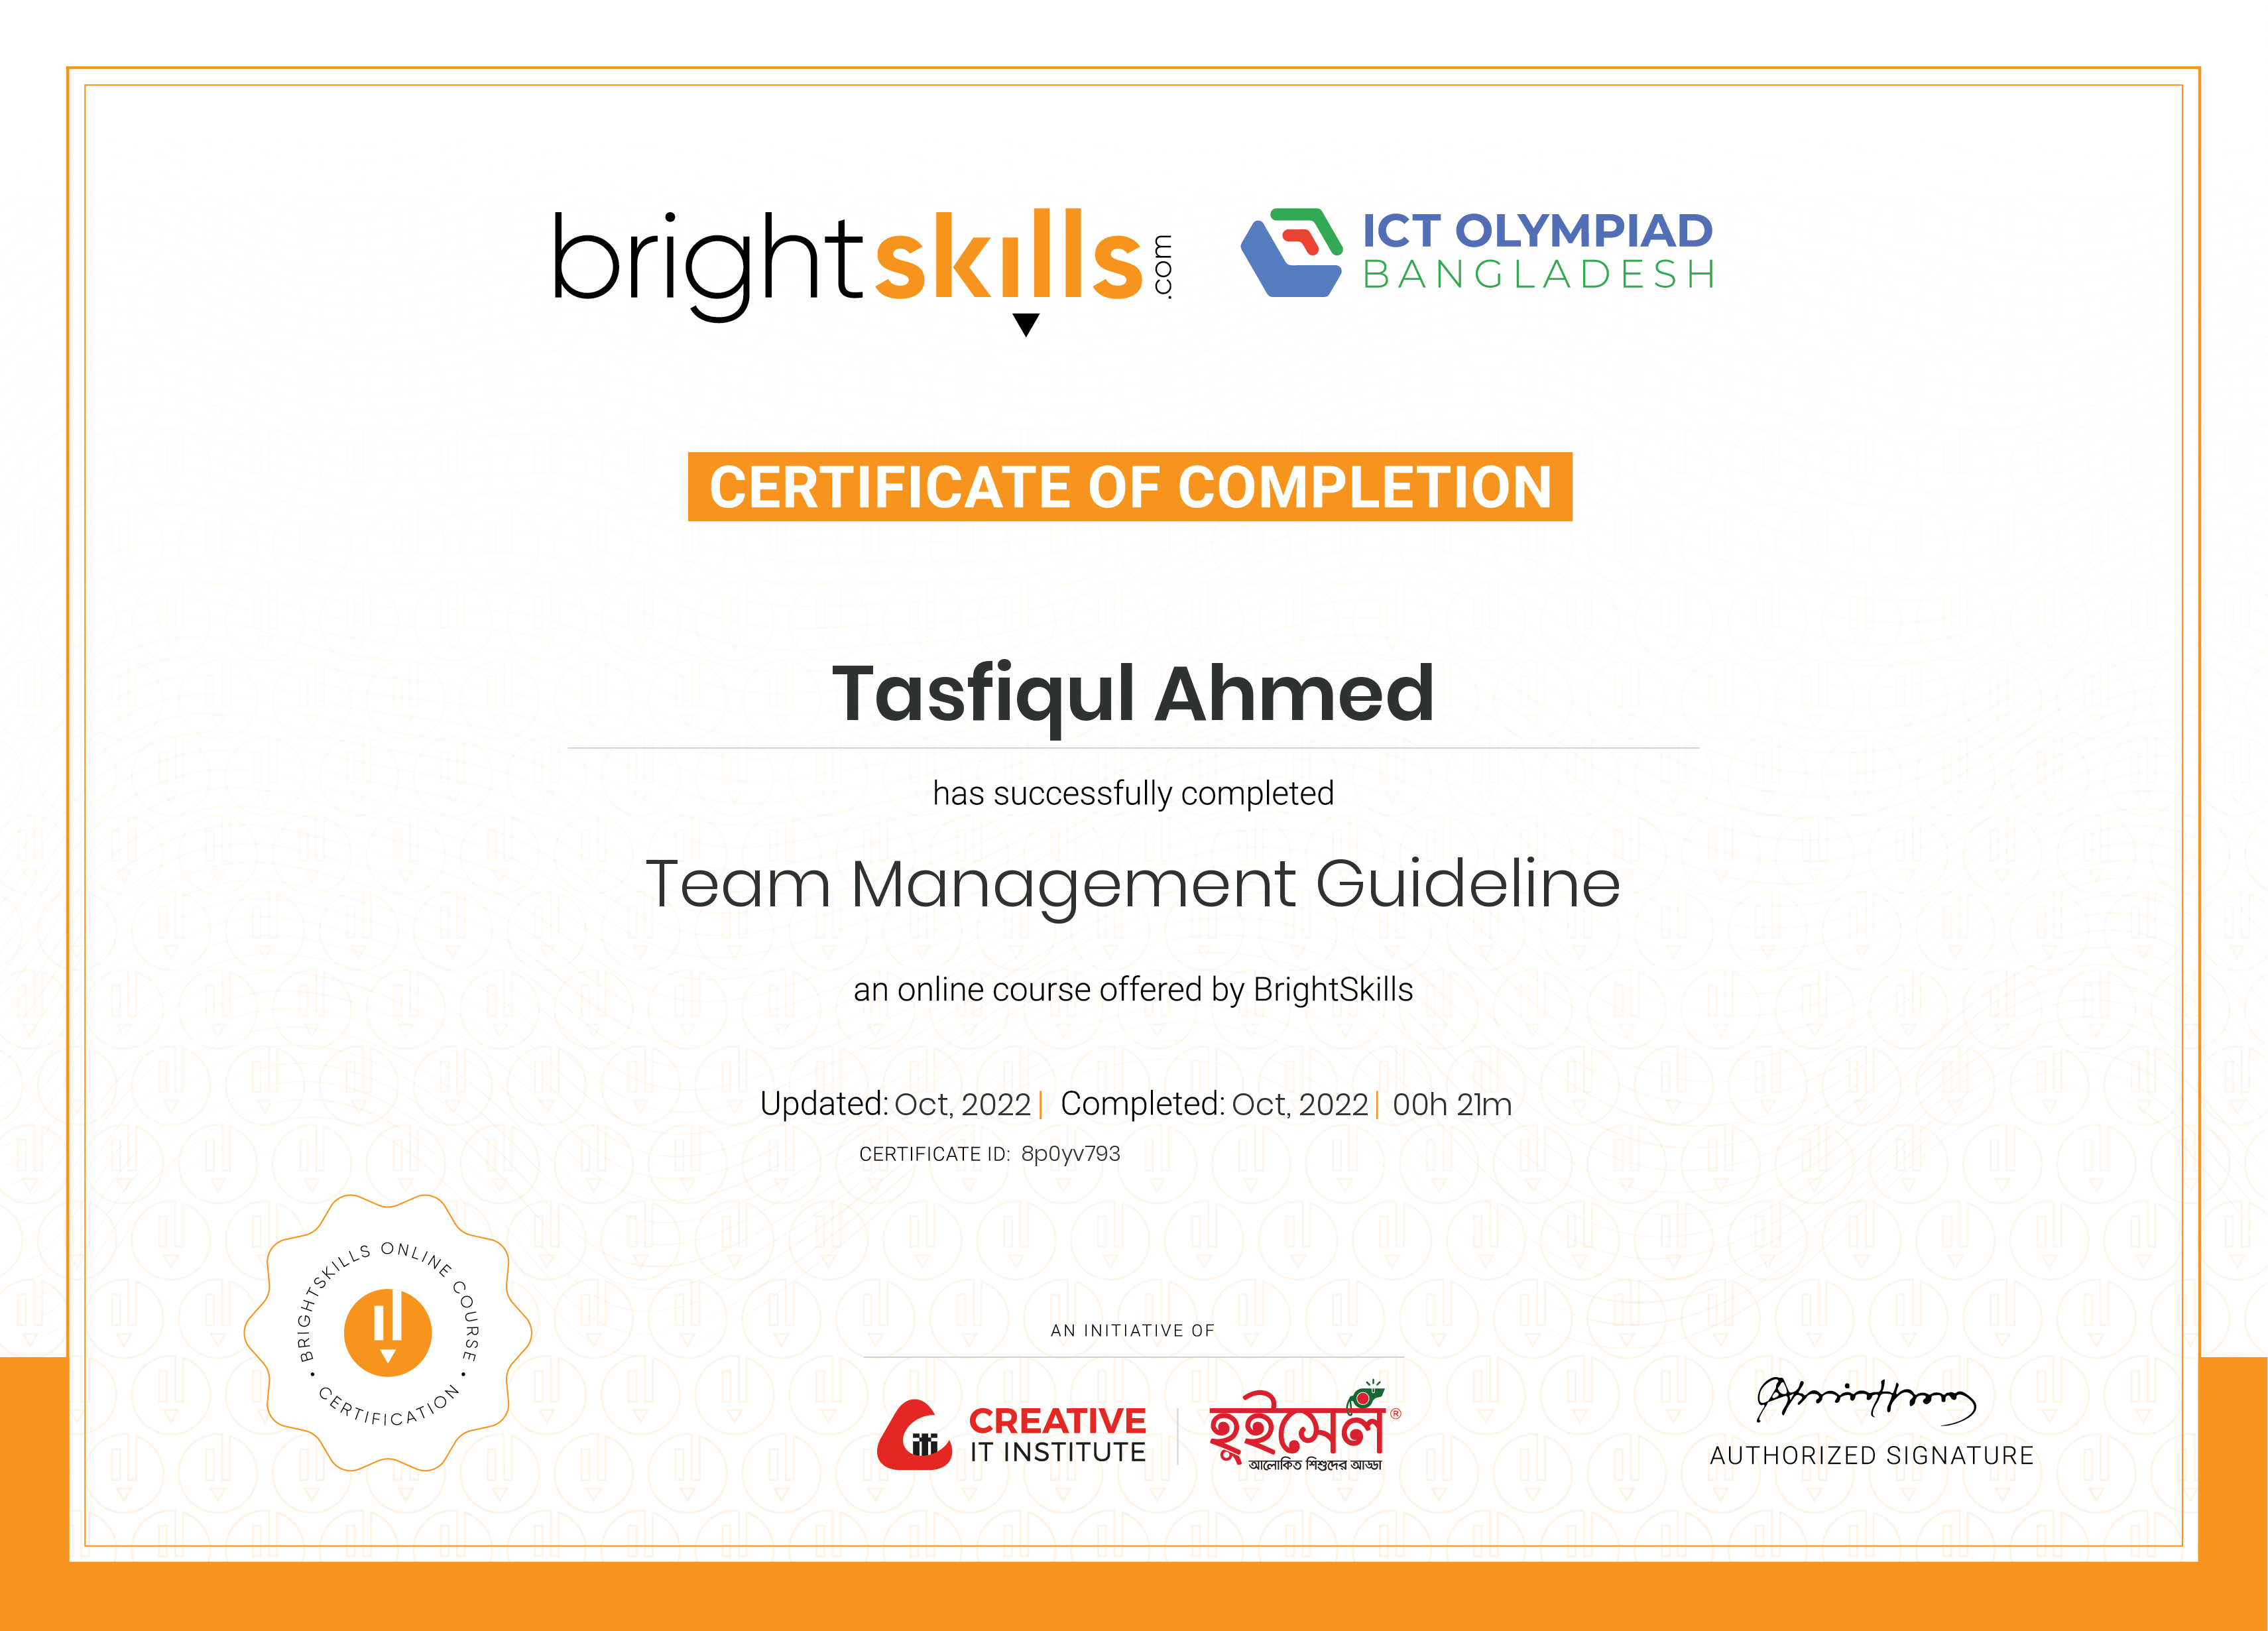 brightskills.com
ICT OLYMPIAD
BANGLADESH
CERTIFICATE OF COMPLETION
Tasfiqul Ahmed
has successfully completed
Team Management Guideline
an online course offered by BrightSkills
Updated: Oct, 2022 | Completed: Oct, 2022 | 00h 21m
CERTIFICATE ID: 8p0yv793
BRIGHTSKILLS ONLINE COURSE
• CERTIFICATION •
AN INITIATIVE OF
CREATIVE
IT INSTITUTE
হুইসেল ®
আলোকিত শিশুদের আড্ডা
AUTHORIZED SIGNATURE